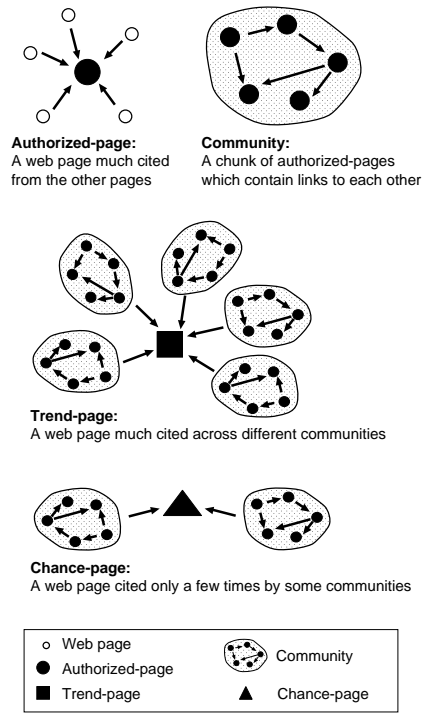 Authorized-page:
A web page much cited
from the other pages
Community:
A chunk of authorized-pages
which contain links to each other
Trend-page:
A web page much cited across different communities
Chance-page:
A web page cited only a few times by some communities
Web page
Authorized-page
Trend-page
Community
Chance-page